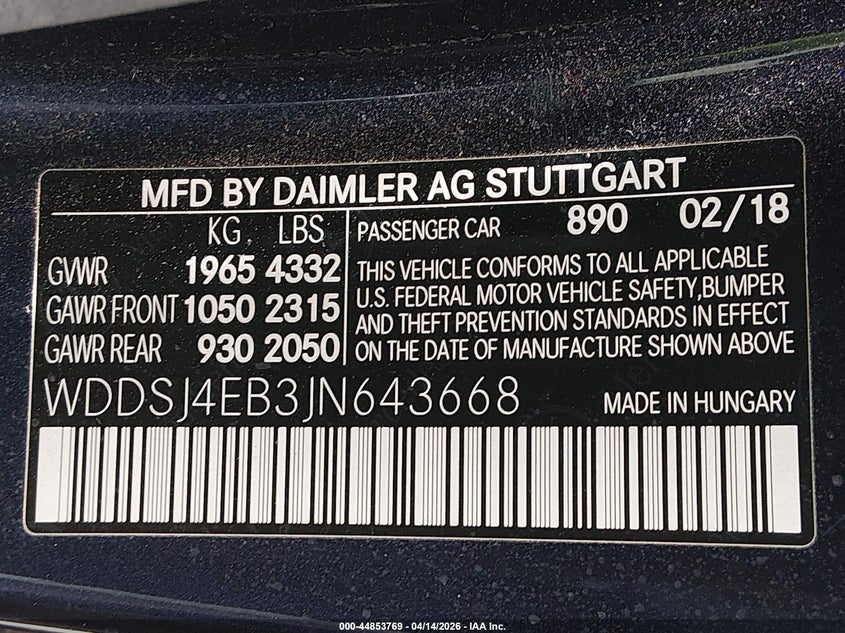 MFD BY DAIMLER AG STUTTGART
KG LBS
GVWR 1965 4332
GAWR FRONT 1050 2315
GAWR REAR 930 2050
PASSENGER CAR 890 02/18
THIS VEHICLE CONFORMS TO ALL APPLICABLE
U.S. FEDERAL MOTOR VEHICLE SAFETY,BUMPER
AND THEFT PREVENTION STANDARDS IN EFFECT
ON THE DATE OF MANUFACTURE SHOWN ABOVE
WDDSJ4EB3JN643668 MADE IN HUNGARY
000-44853769 - 04/14/2026 - IAA Inc.